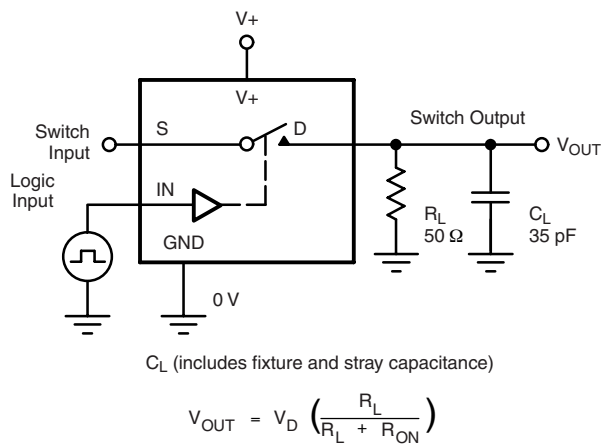 V+
V+
Switch Input
S
D
Switch Output
VOUT
Logic Input
IN
GND
RL
50 Ω
CL
35 pF
0 V
CL (includes fixture and stray capacitance)
VOUT = VD (RL / RL + RON)